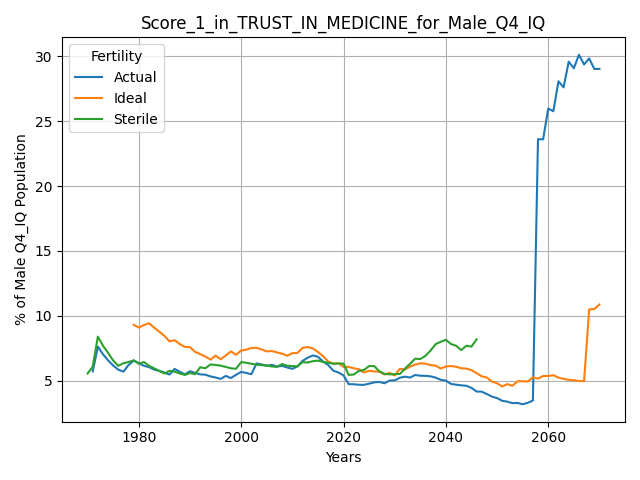 Score_1_in_TRUST_IN_MEDICINE_for_Male_Q4_IQ
Fertility
Actual
Ideal
Sterile
% of Male Q4_IQ Population
30
25
20
15
10
5
1980
2000
2020
2040
2060
Years